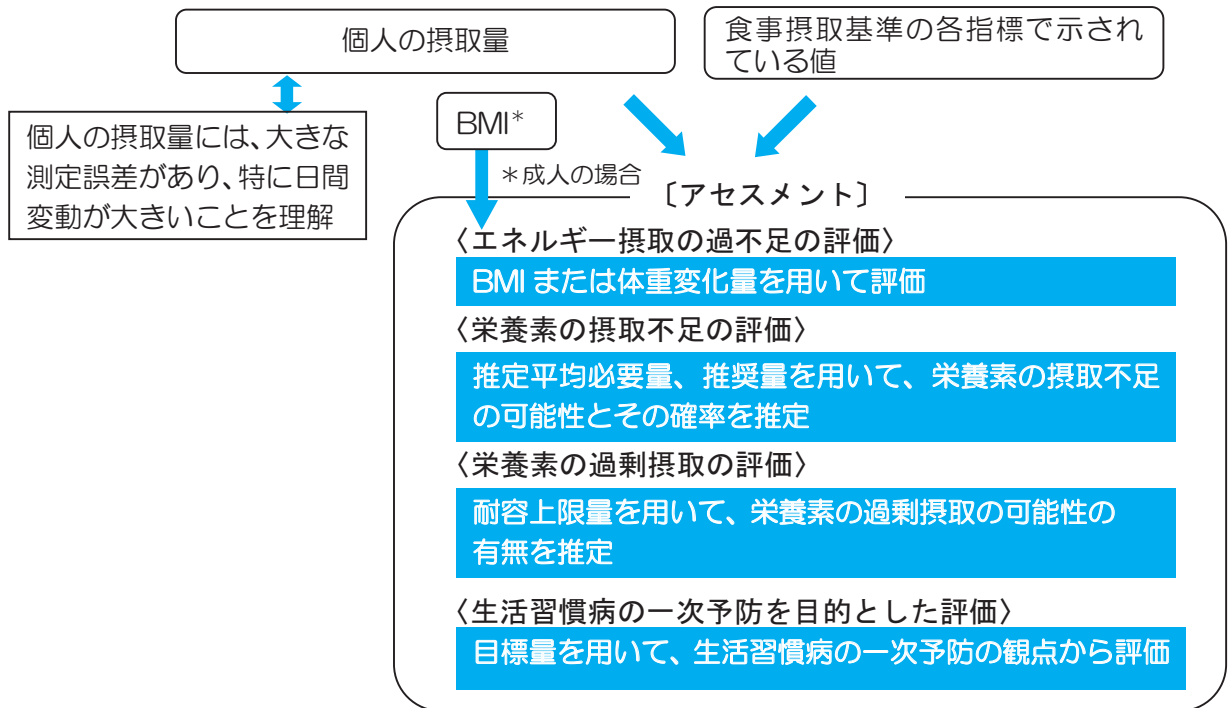 個人の摂取量
食事摂取基準の各指標で示され
ている値
個人の摂取量には、大きな
測定誤差があり、特に日間
変動が大きいことを理解
BMI*
＊成人の場合
〔アセスメント〕
〈エネルギー摂取の過不足の評価〉
BMI または体重変化量を用いて評価
〈栄養素の摂取不足の評価〉
推定平均必要量、推奨量を用いて、栄養素の摂取不足
の可能性とその確率を推定
〈栄養素の過剰摂取の評価〉
耐容上限量を用いて、栄養素の過剰摂取の可能性の
有無を推定
〈生活習慣病の一次予防を目的とした評価〉
目標量を用いて、生活習慣病の一次予防の観点から評価